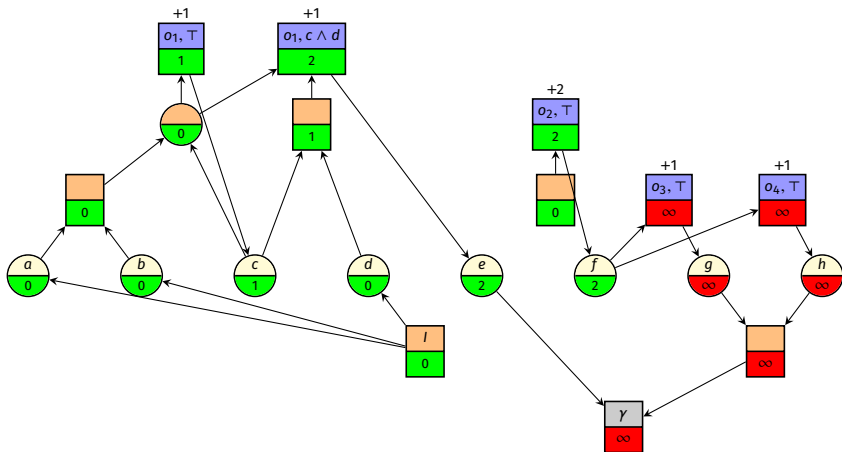 +1 +1
o₁, ⊤ o₁, c ∧ d
1 2
+2
o₂, ⊤
0 1 2
+1 +1
o₃, ⊤ o₄, ⊤
0 0 ∞ ∞
a b c d e f g h
0 0 1 0 2 2 ∞ ∞
I
0 ∞
γ
∞